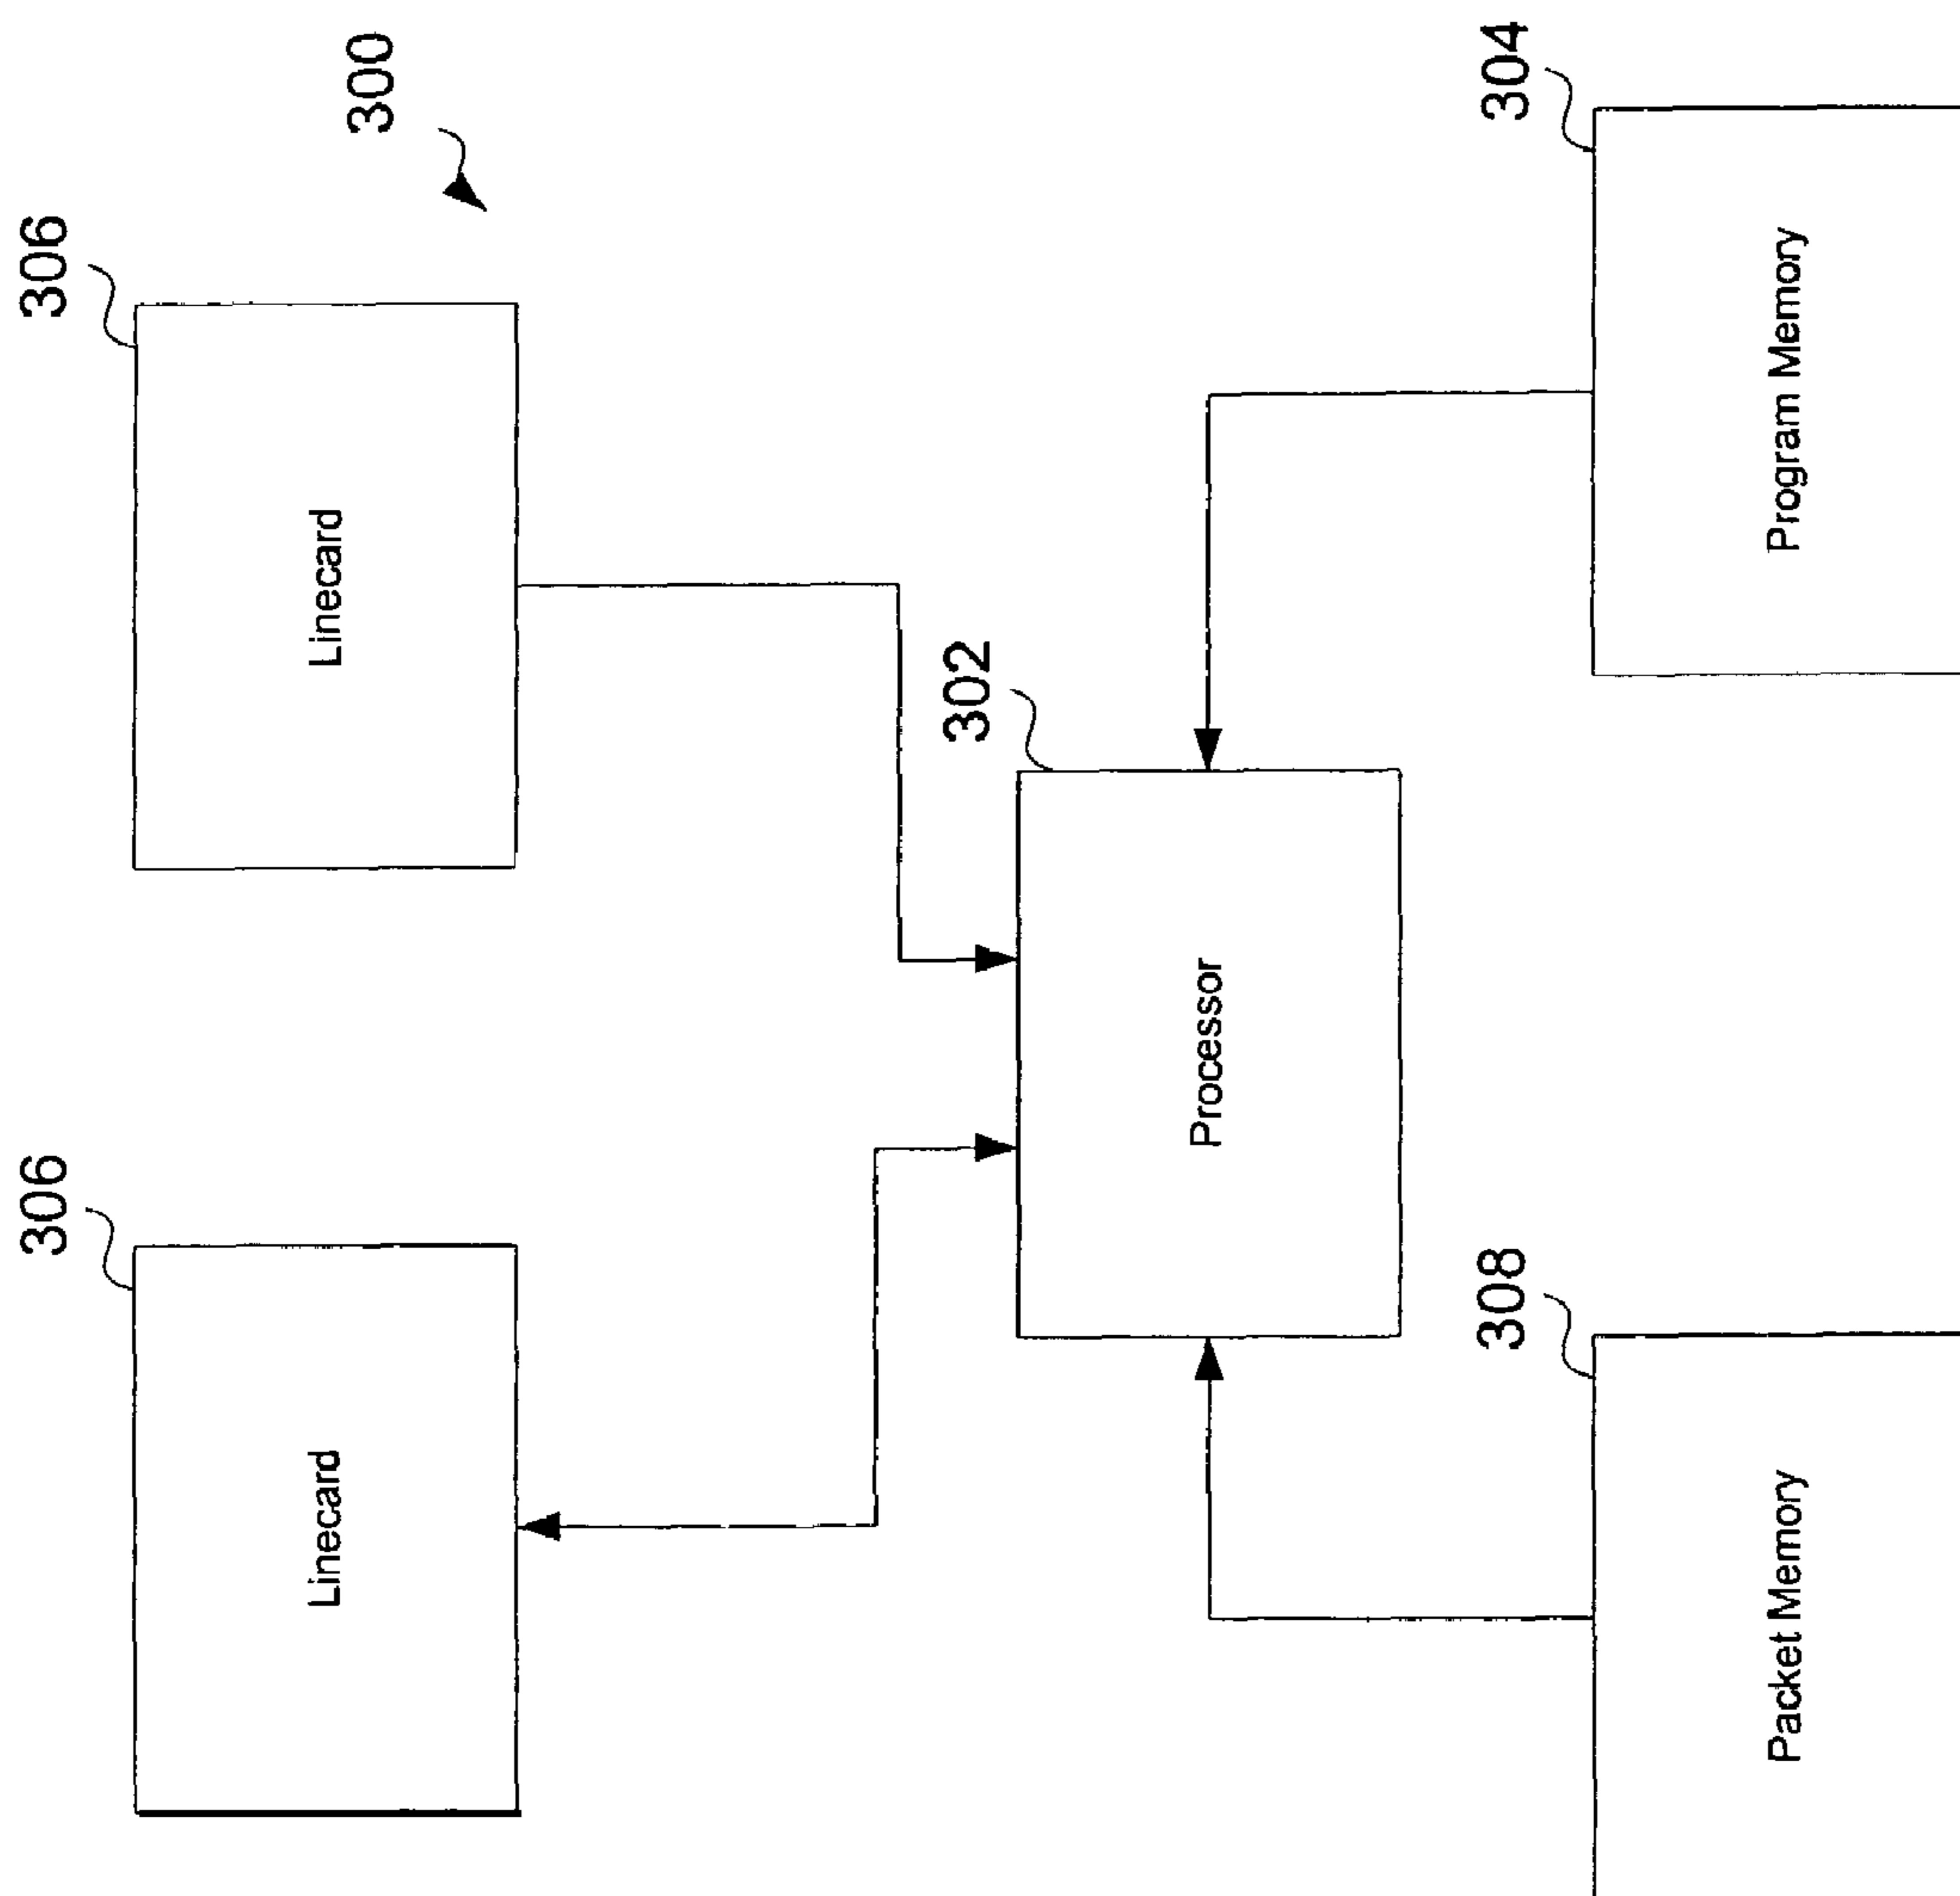 306
Linecard
306
Linecard
300
302
Processor
308
Packet Memory
304
Program Memory